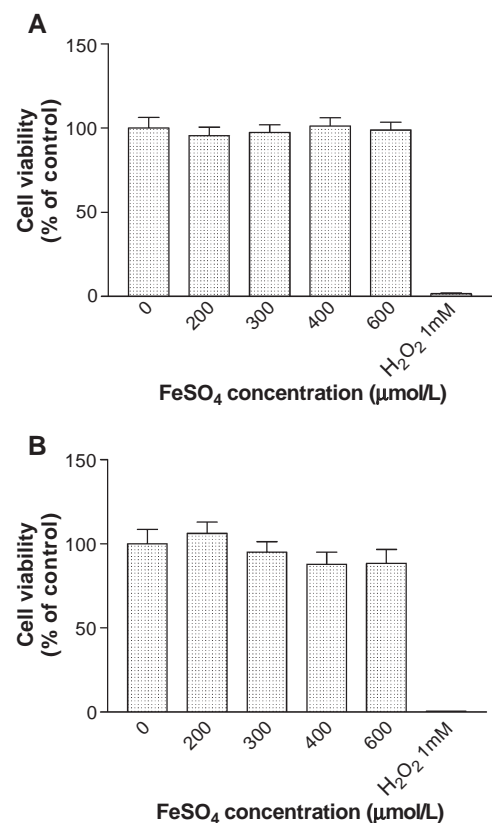 A
150
100
50
0
Cell viability
(% of control)
0
200
300
400
600
H₂O₂ 1mM
FeSO₄ concentration (μmol/L)
B
150
100
50
0
Cell viability
(% of control)
0
200
300
400
600
H₂O₂ 1mM
FeSO₄ concentration (μmol/L)